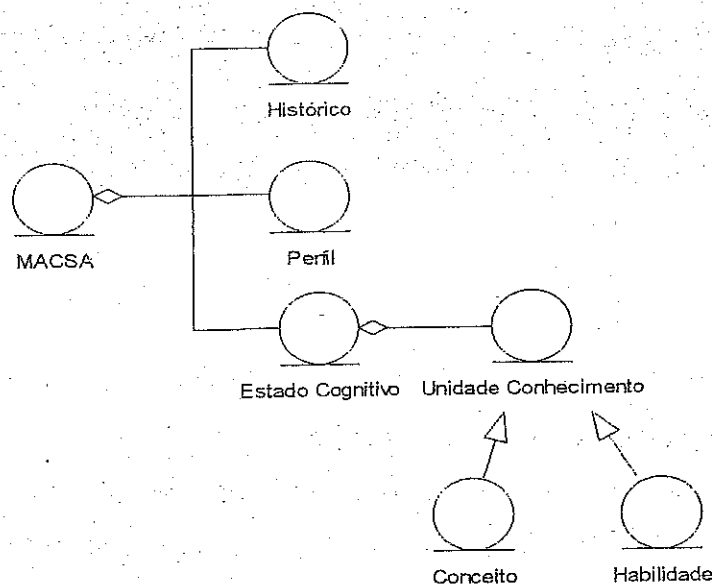 Histórico
MACSA
Perfil
Estado Cognitivo
Unidade Conhecimento
Conceito
Habilidade